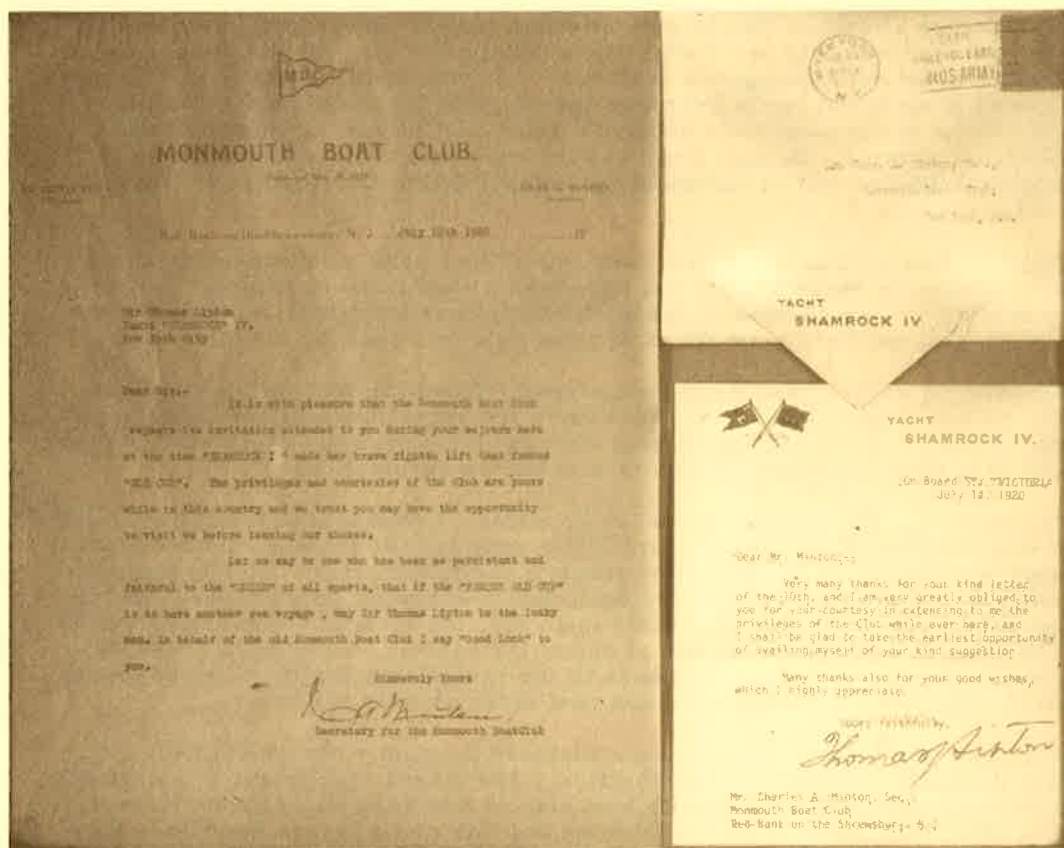 MBC
MONMOUTH BOAT CLUB.
July 1920
Sir Thomas Lipton
Yacht "SHAMROCK" IV.
New York City
Dear Sir:-
It is with pleasure that the Monmouth Boat Club
its invitation extended to you during your sojourn here
at the time "SHAMROCK I" made her brave fight to lift that famous
"OLD CUP". The privileges and courtesies of the Club are yours
while in this country and we trust you may have the opportunity
to visit us before leaving our shores.
Let me say to one who has been so persistent and
faithful to the of all sports, that if the OLD CUP"
is to have another sea voyage, may Sir Thomas Lipton be the lucky
man. In behalf of the old Monmouth Boat Club I say "Good Luck" to
you.
Sincerely Yours
Secretary for the Monmouth BoatClub
NEW YORK
N.Y.
U.S. ARMY
YACHT
SHAMROCK IV
YACHT
SHAMROCK IV.
On Board VICTORIA
July 1920
Dear Mr. Minton:-
Very many thanks for your kind letter
of the 10th, and I am very greatly obliged to
you for your courtesy in extending to me the
privileges of the Club while over here, and
I shall be glad to take the earliest opportunity
of availing myself of your kind suggestion.
Many thanks also for your good wishes,
which I highly appreciate.
Yours faithfully,
Thomas Lipton
Mr. Charles A Minton, Sec.,
Monmouth Boat Club
Red Bank on the Shrewsbury, N.J.